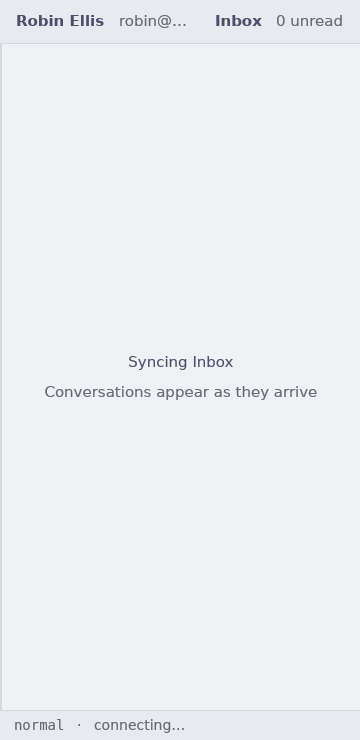 Robin Ellis robin@… Inbox 0 unread
Syncing Inbox
Conversations appear as they arrive
normal · connecting…